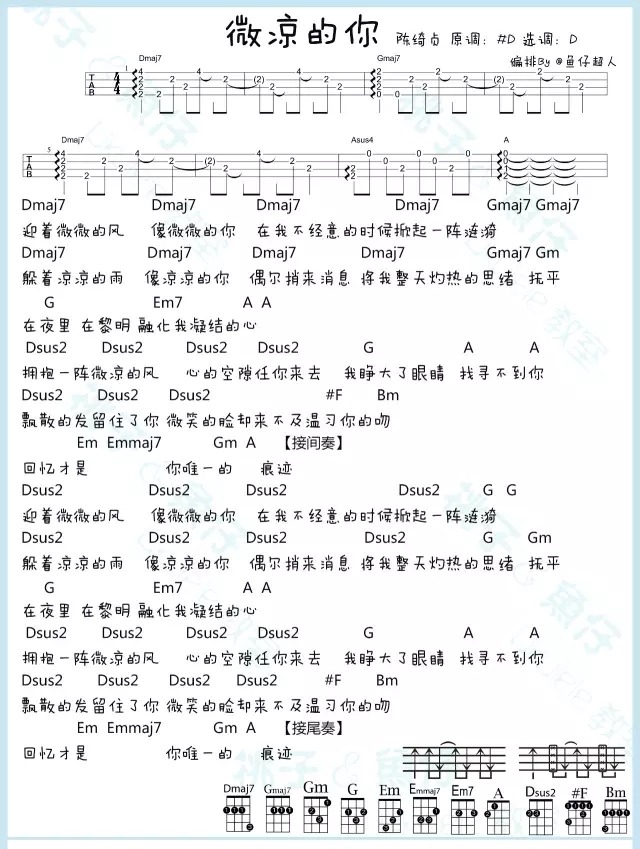 微凉的你 陈绮贞 原调：#D 选调：D
编排By @鱼仔超人
Dmaj7 Gmaj7
Dmaj7 Asus4 A
Dmaj7 Dmaj7 Dmaj7 Dmaj7 Gmaj7 Gmaj7
迎着微微的风 像微微的你 在我不经意的时候掀起一阵涟漪
Dmaj7 Dmaj7 Dmaj7 Dmaj7 Gmaj7 Gm
躲着凉凉的雨 像凉凉的你 偶尔捎来消息 将我整天灼热的思绪 抚平
G Em7 A A
在夜里 在黎明 融化我凝结的心
Dsus2 Dsus2 Dsus2 Dsus2 G A A
拥抱一阵微凉的风 心的空隙任你来去 我睁大了眼睛 找寻不到你
Dsus2 Dsus2 Dsus2 #F Bm
飘散的发留住了你 微笑的脸却来不及温习你的吻
Em Emmaj7 Gm A 【接间奏】
回忆才是 你唯一的 痕迹
Dsus2 Dsus2 Dsus2 Dsus2 G G
迎着微微的风 像微微的你 在我不经意的时候掀起一阵涟漪
Dsus2 Dsus2 Dsus2 Dsus2 G Gm
躲着凉凉的雨 像凉凉的你 偶尔捎来消息 将我整天灼热的思绪 抚平
G Em7 A A
在夜里 在黎明 融化我凝结的心
Dsus2 Dsus2 Dsus2 Dsus2 G A A
拥抱一阵微凉的风 心的空隙任你来去 我睁大了眼睛 找寻不到你
Dsus2 Dsus2 Dsus2 Dsus2 #F Bm
飘散的发留住了你 微笑的脸却来不及温习你的吻
Em Emmaj7 Gm A 【接尾奏】
回忆才是 你唯一的 痕迹
Dmaj7 Gmaj7 Gm G Em Emmaj7 Em7 A Dsus2 #F Bm